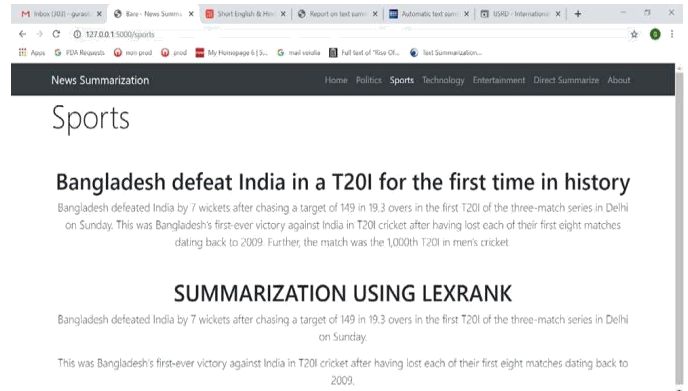 M Inbox (303) - gurasi
Bare - News Summ
Short English & Hin
Report on text sum
Automatic text sum
IJSRD - Internationa
127.0.0.1:5000/sports
Apps
PDA Requests
non prod
prod
My Homepage 6 | S...
mail veiolia
Full text of "Rise Of...
Text Summarization...
News Summarization
Home Politics Sports Technology Entertainment Direct Summarize About
Sports
Bangladesh defeat India in a T20I for the first time in history
Bangladesh defeated India by 7 wickets after chasing a target of 149 in 19.3 overs in the first T20I of the three-match series in Delhi
on Sunday. This was Bangladesh's first-ever victory against India in T20I cricket after having lost each of their first eight matches
dating back to 2009. Further, the match was the 1,000th T20I in men's cricket
SUMMARIZATION USING LEXRANK
Bangladesh defeated India by 7 wickets after chasing a target of 149 in 19.3 overs in the first T20I of the three-match series in Delhi
on Sunday.
This was Bangladesh's first-ever victory against India in T20I cricket after having lost each of their first eight matches dating back to
2009.